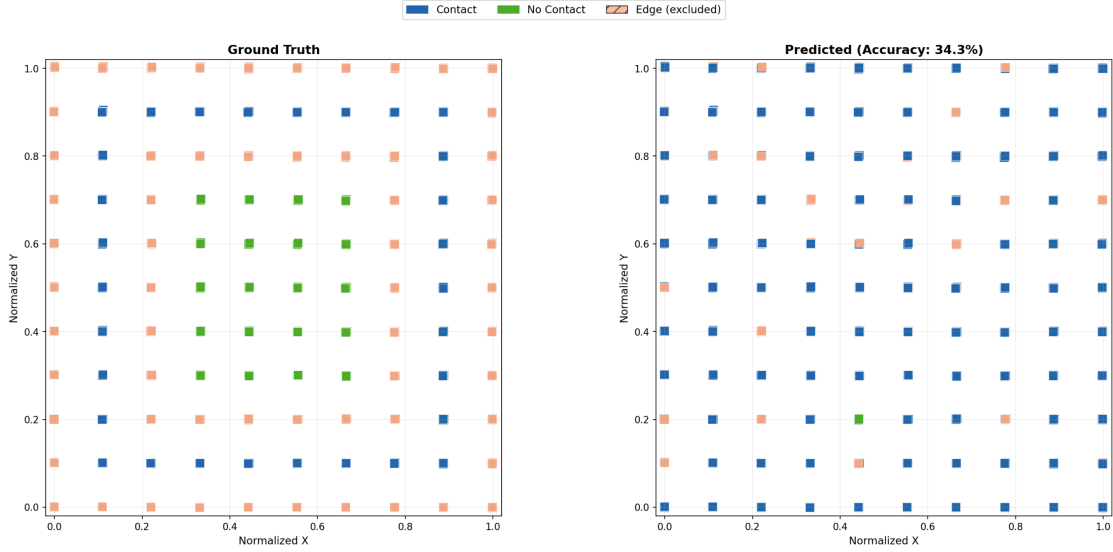 Contact No Contact Edge (excluded)
Ground Truth
1.0
0.8
0.6
0.4
0.2
0.0
Normalized Y
0.0 0.2 0.4 0.6 0.8 1.0
Normalized X
Predicted (Accuracy: 34.3%)
1.0
0.8
0.6
0.4
0.2
0.0
Normalized Y
0.0 0.2 0.4 0.6 0.8 1.0
Normalized X